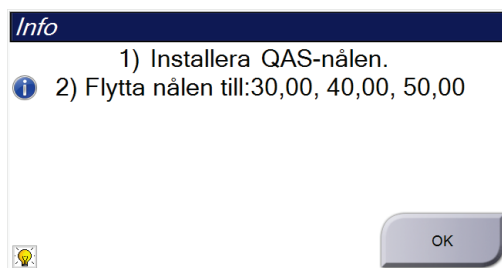 Info
1) Installera QAS-nålen.
2) Flytta nålen till:30,00, 40,00, 50,00
OK